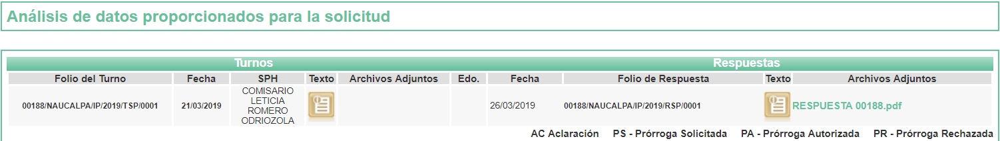 Análisis de datos proporcionados para la solicitud
Turnos Respuestas
Folio del Turno Fecha SPH Texto Archivos Adjuntos Edo. Fecha Folio de Respuesta Texto Archivos Adjuntos
00188/NAUCALPA/IP/2019/TSP/0001 21/03/2019 COMISARIO LETICIA ROMERO ODRIOZOLA 26/03/2019 00188/NAUCALPA/IP/2019/RSP/0001 RESPUESTA 00188.pdf
AC Aclaración PS - Prórroga Solicitada PA - Prórroga Autorizada PR - Prórroga Rechazada